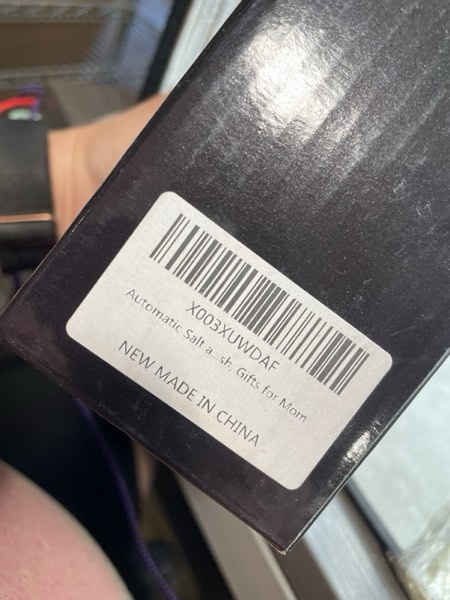 X003XUWDAF
Automatic Salt a...sh, Gifts for Mom
NEW MADE IN CHINA